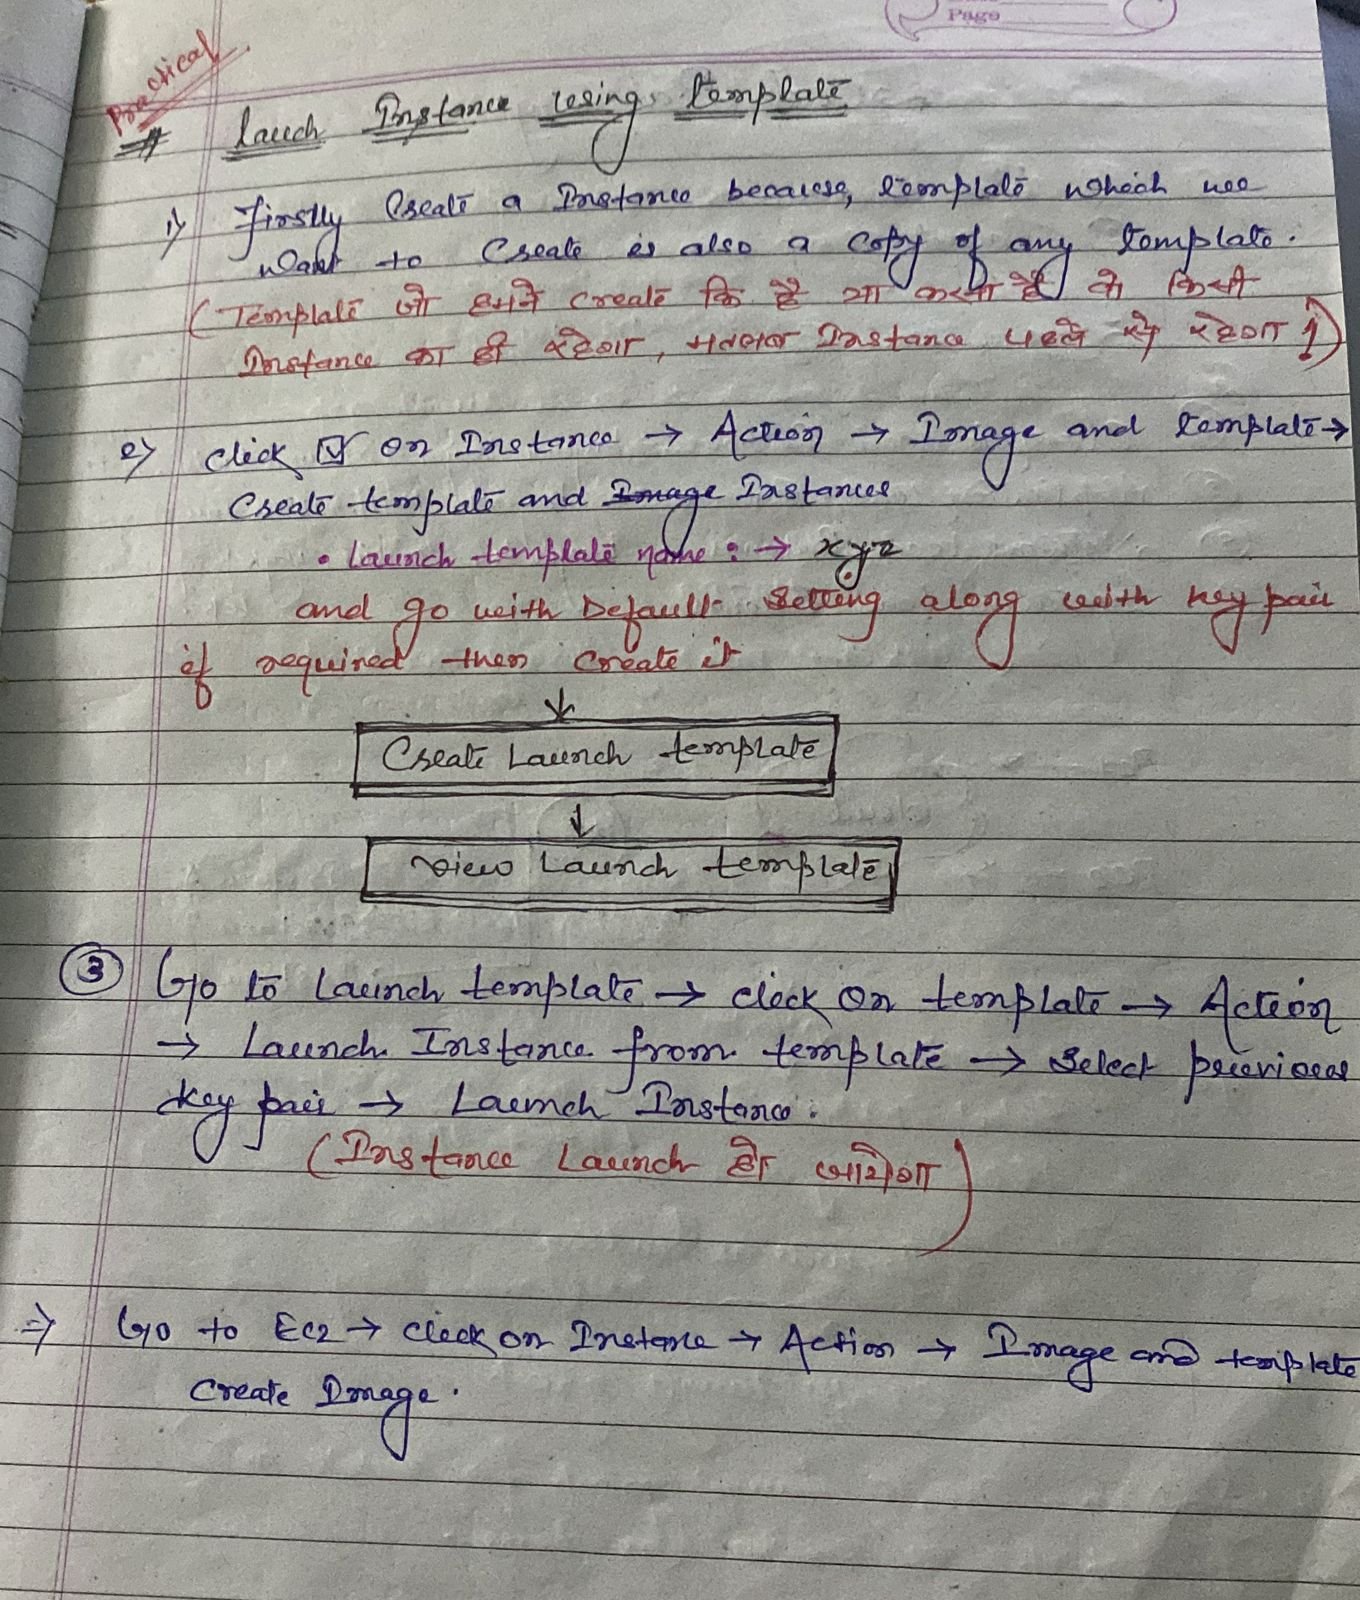 Page
Practical
# Lauch Instance using template
1) Firstly Create a Instance because, template which we
want to create is also a copy of any template.
(Template जो हमने create कि है या करना है वो किसी
Instance का ही रहेगा, मतलब Instance पहले से रहेगा)
2) Click ☑ on Instance → Action → Image and template →
Create template and Image Instances
• Launch template name : → xyz
and go with Default setting along with key pair
if required then create it
↓
Create Launch template
↓
View Launch template
③ Go to Launch template → click on template → Action
→ Launch Instance from template → select previous
key pair → Launch Instance.
(Instance Launch हो जायेगा)
⇒ Go to EC2 → click on Instance → Action → Image and template
create Image.